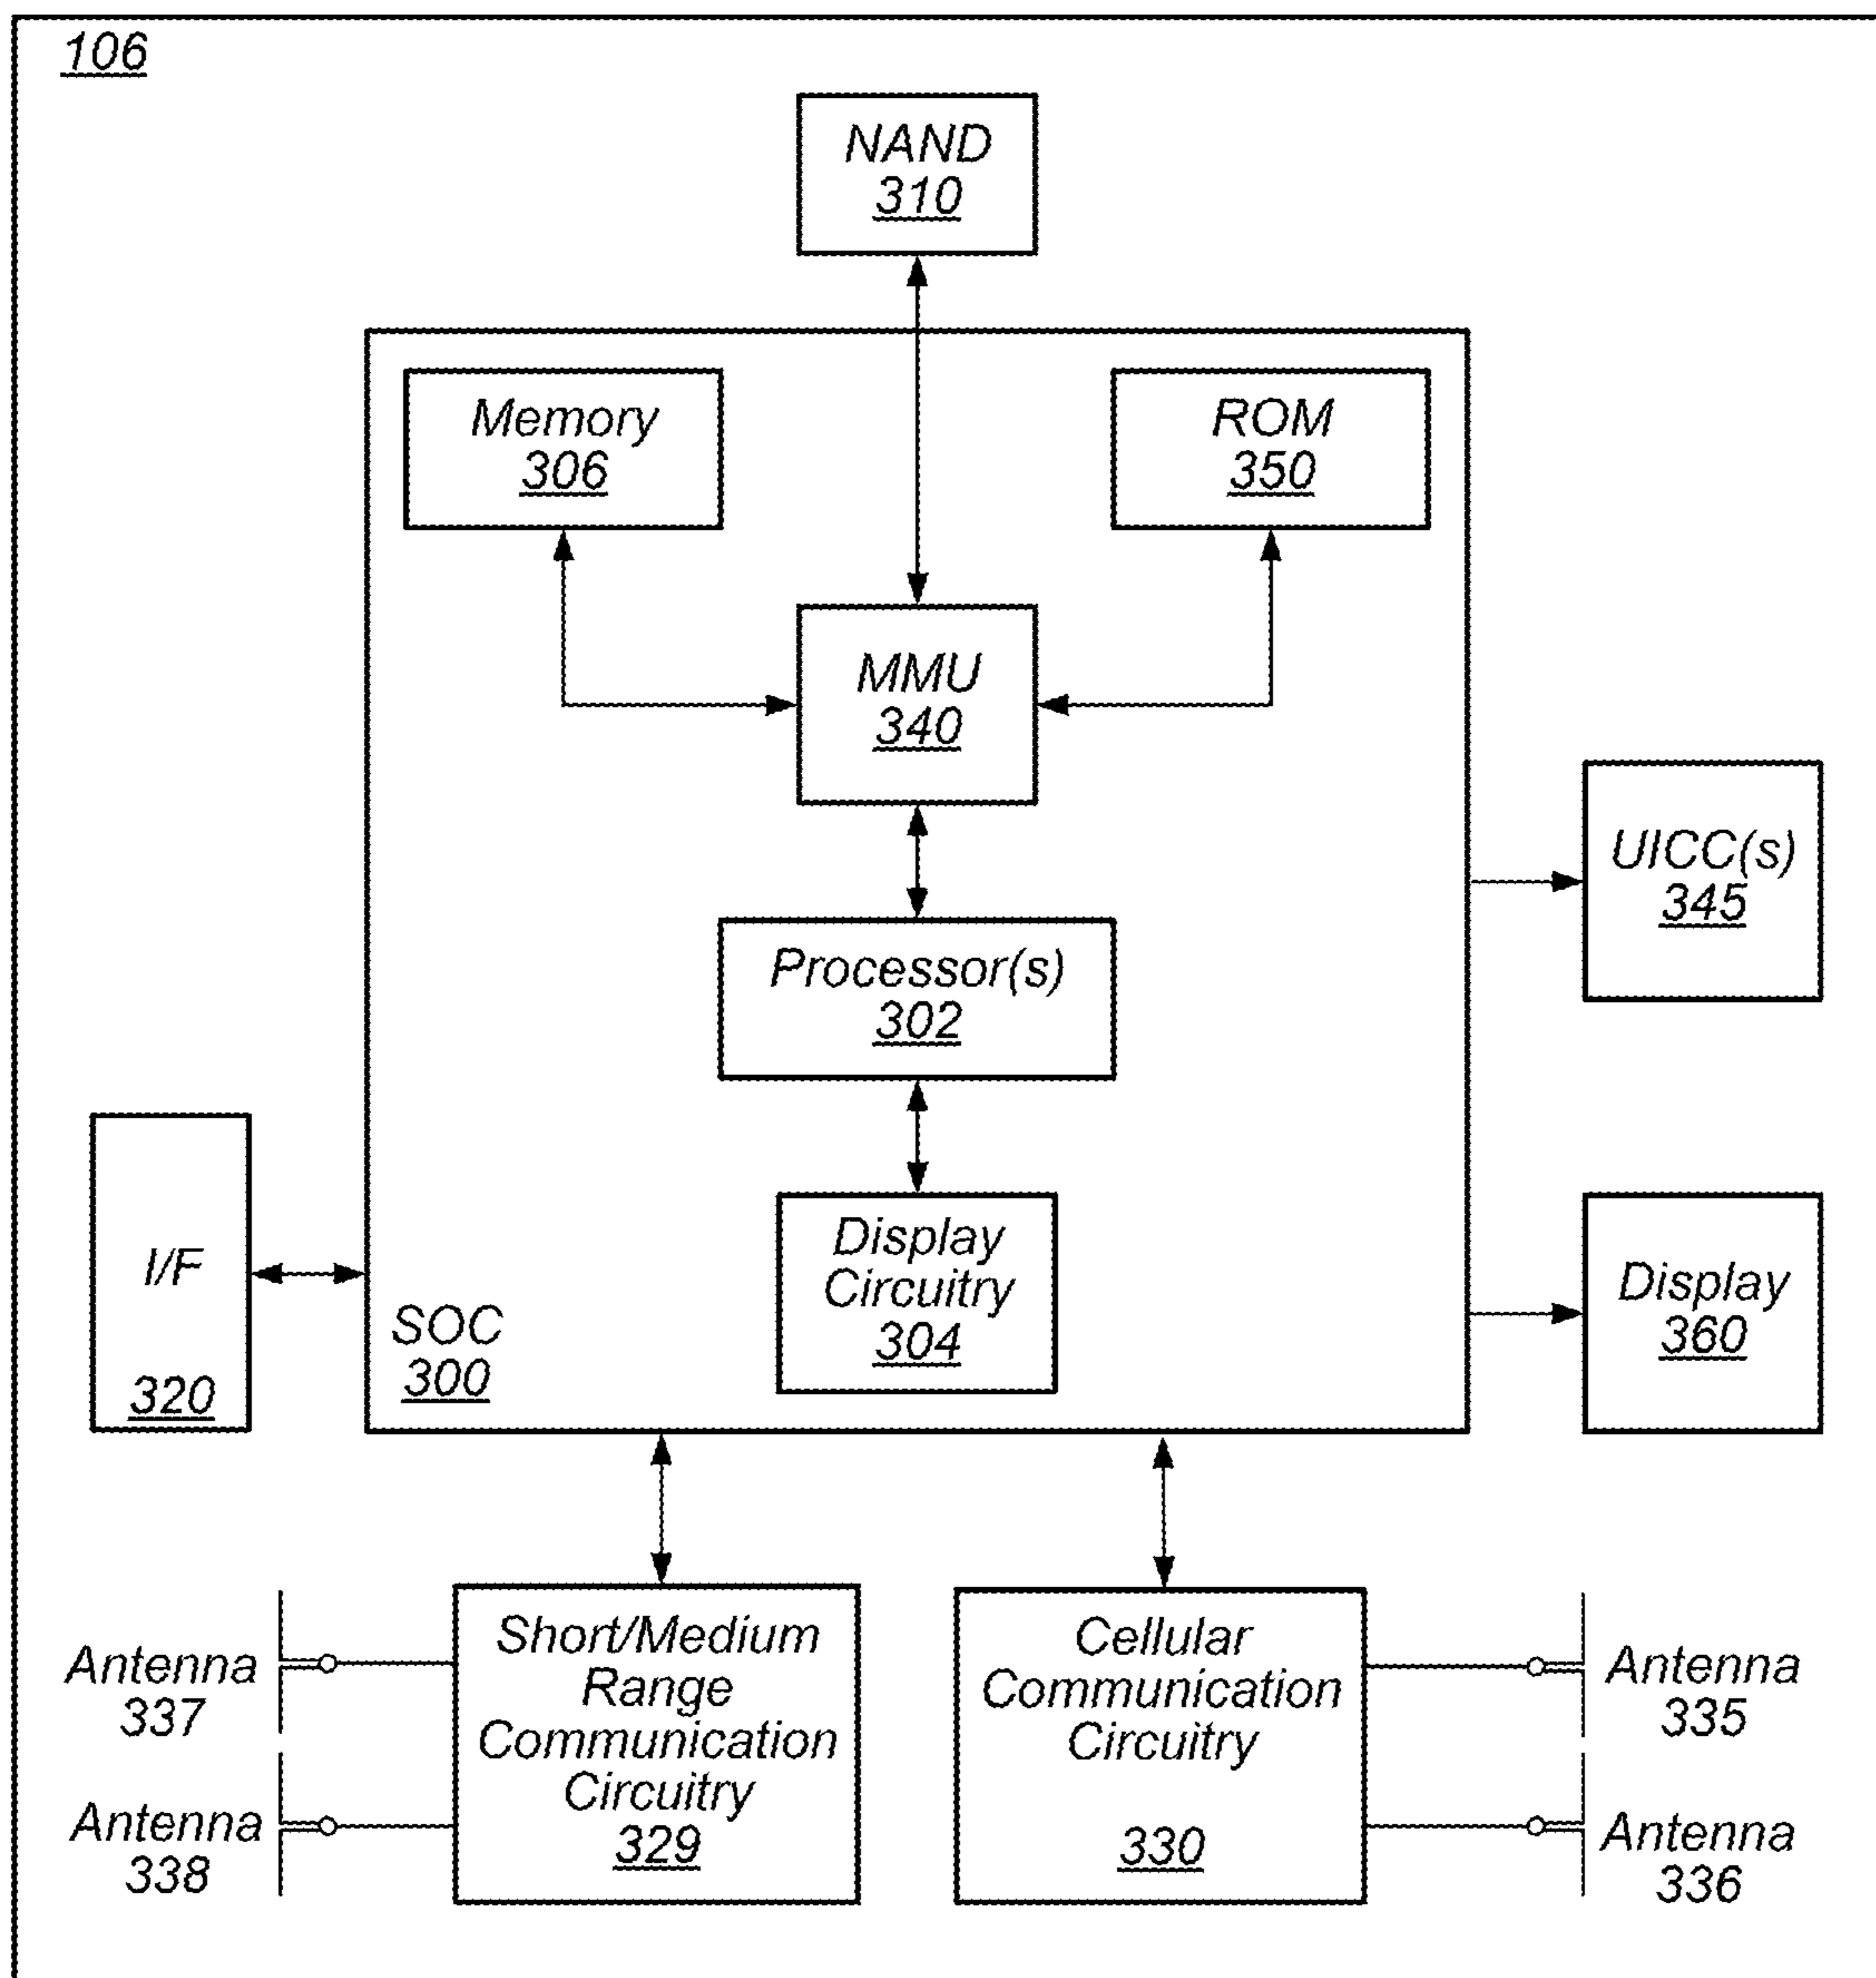 106
NAND
310
Memory
306
ROM
350
MMU
340
UICC(s)
345
Processor(s)
302
I/F
320
Display
Circuitry
304
SOC
300
Display
360
Short/Medium
Range
Communication
Circuitry
329
Cellular
Communication
Circuitry
330
Antenna
337
Antenna
338
Antenna
335
Antenna
336